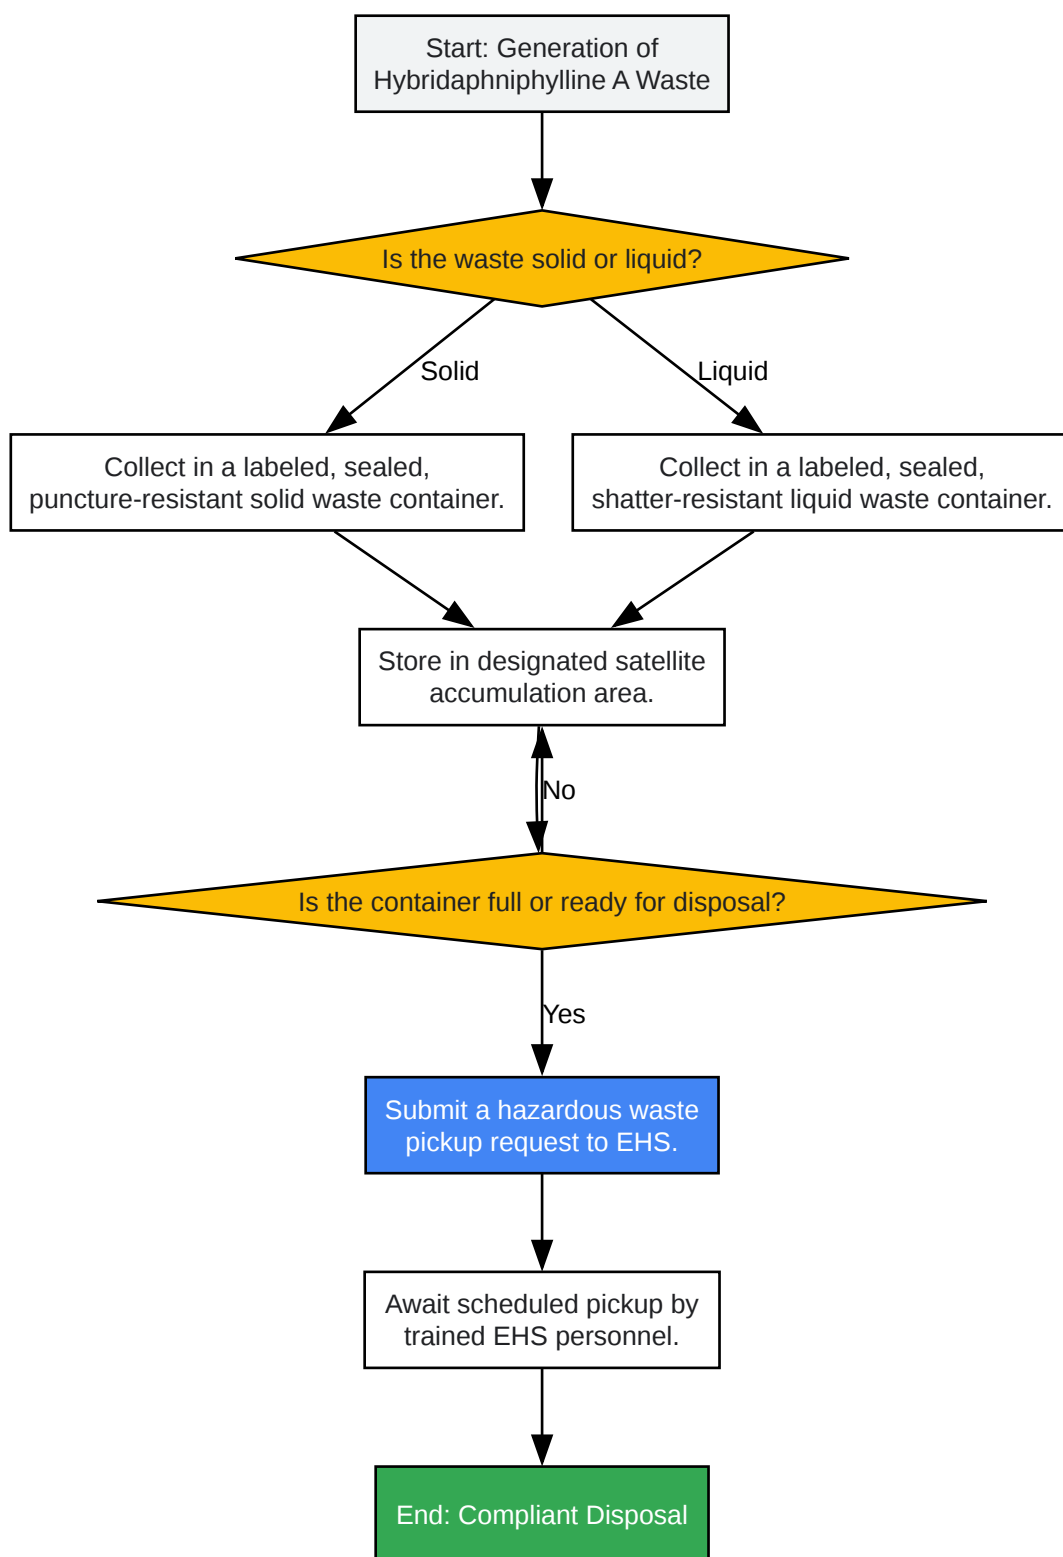 Start: Generation of
Hybridaphniphylline A Waste
Is the waste solid or liquid?
Solid
Liquid
Collect in a labeled, sealed,
puncture-resistant solid waste container.
Collect in a labeled, sealed,
shatter-resistant liquid waste container.
Store in designated satellite
accumulation area.
No
Is the container full or ready for disposal?
Yes
Submit a hazardous waste
pickup request to EHS.
Await scheduled pickup by
trained EHS personnel.
End: Compliant Disposal